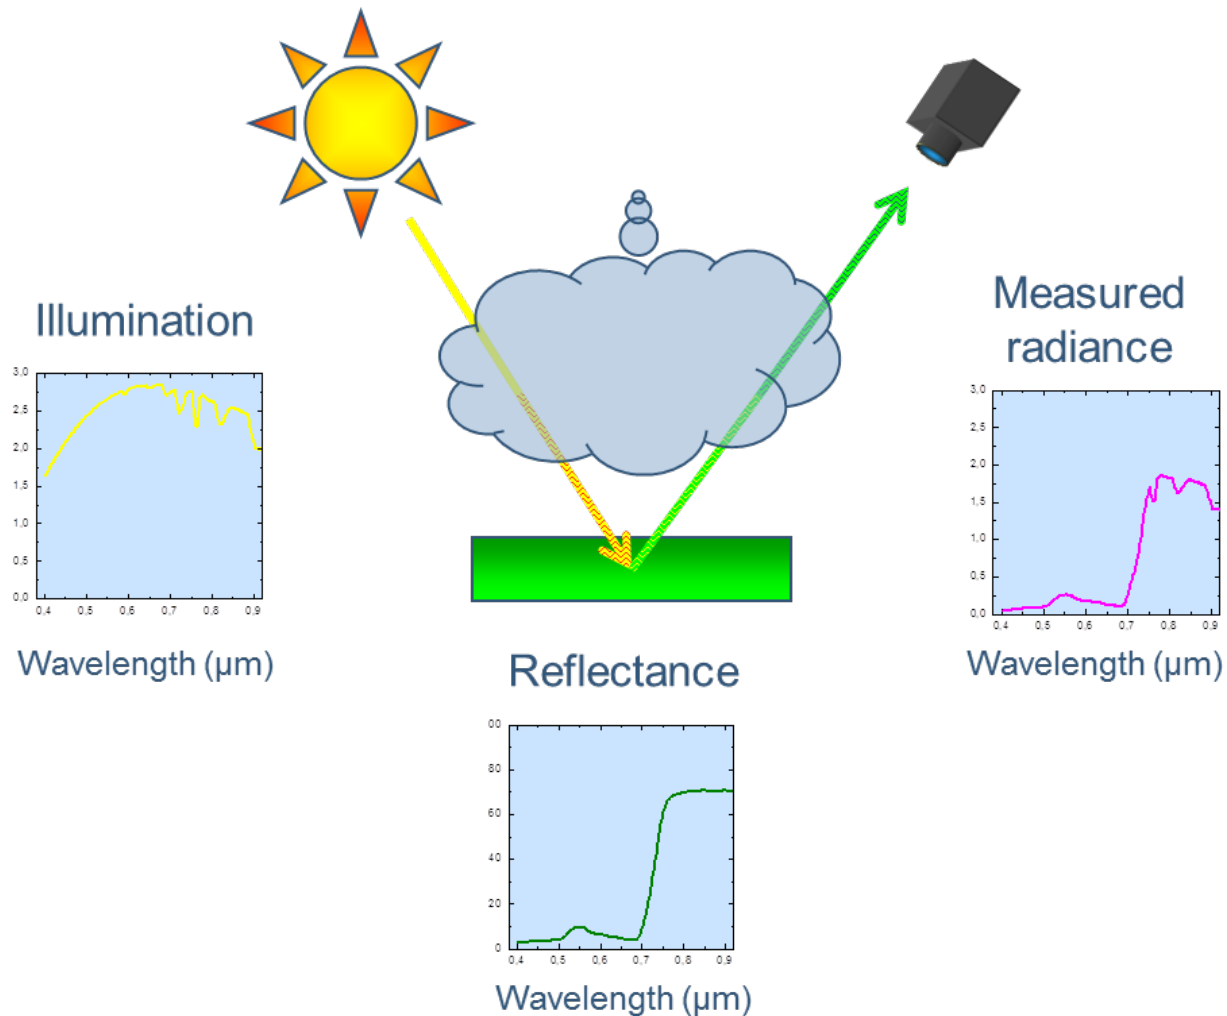 Illumination
3,0
2,5
2,0
1,5
1,0
0,5
0,0
0,4 0,5 0,6 0,7 0,8 0,9
Wavelength (µm)
Measured
radiance
3,0
2,5
2,0
1,5
1,0
0,5
0,0
0,4 0,5 0,6 0,7 0,8 0,9
Wavelength (µm)
Reflectance
00
80
60
40
20
0
0,4 0,5 0,6 0,7 0,8 0,9
Wavelength (µm)